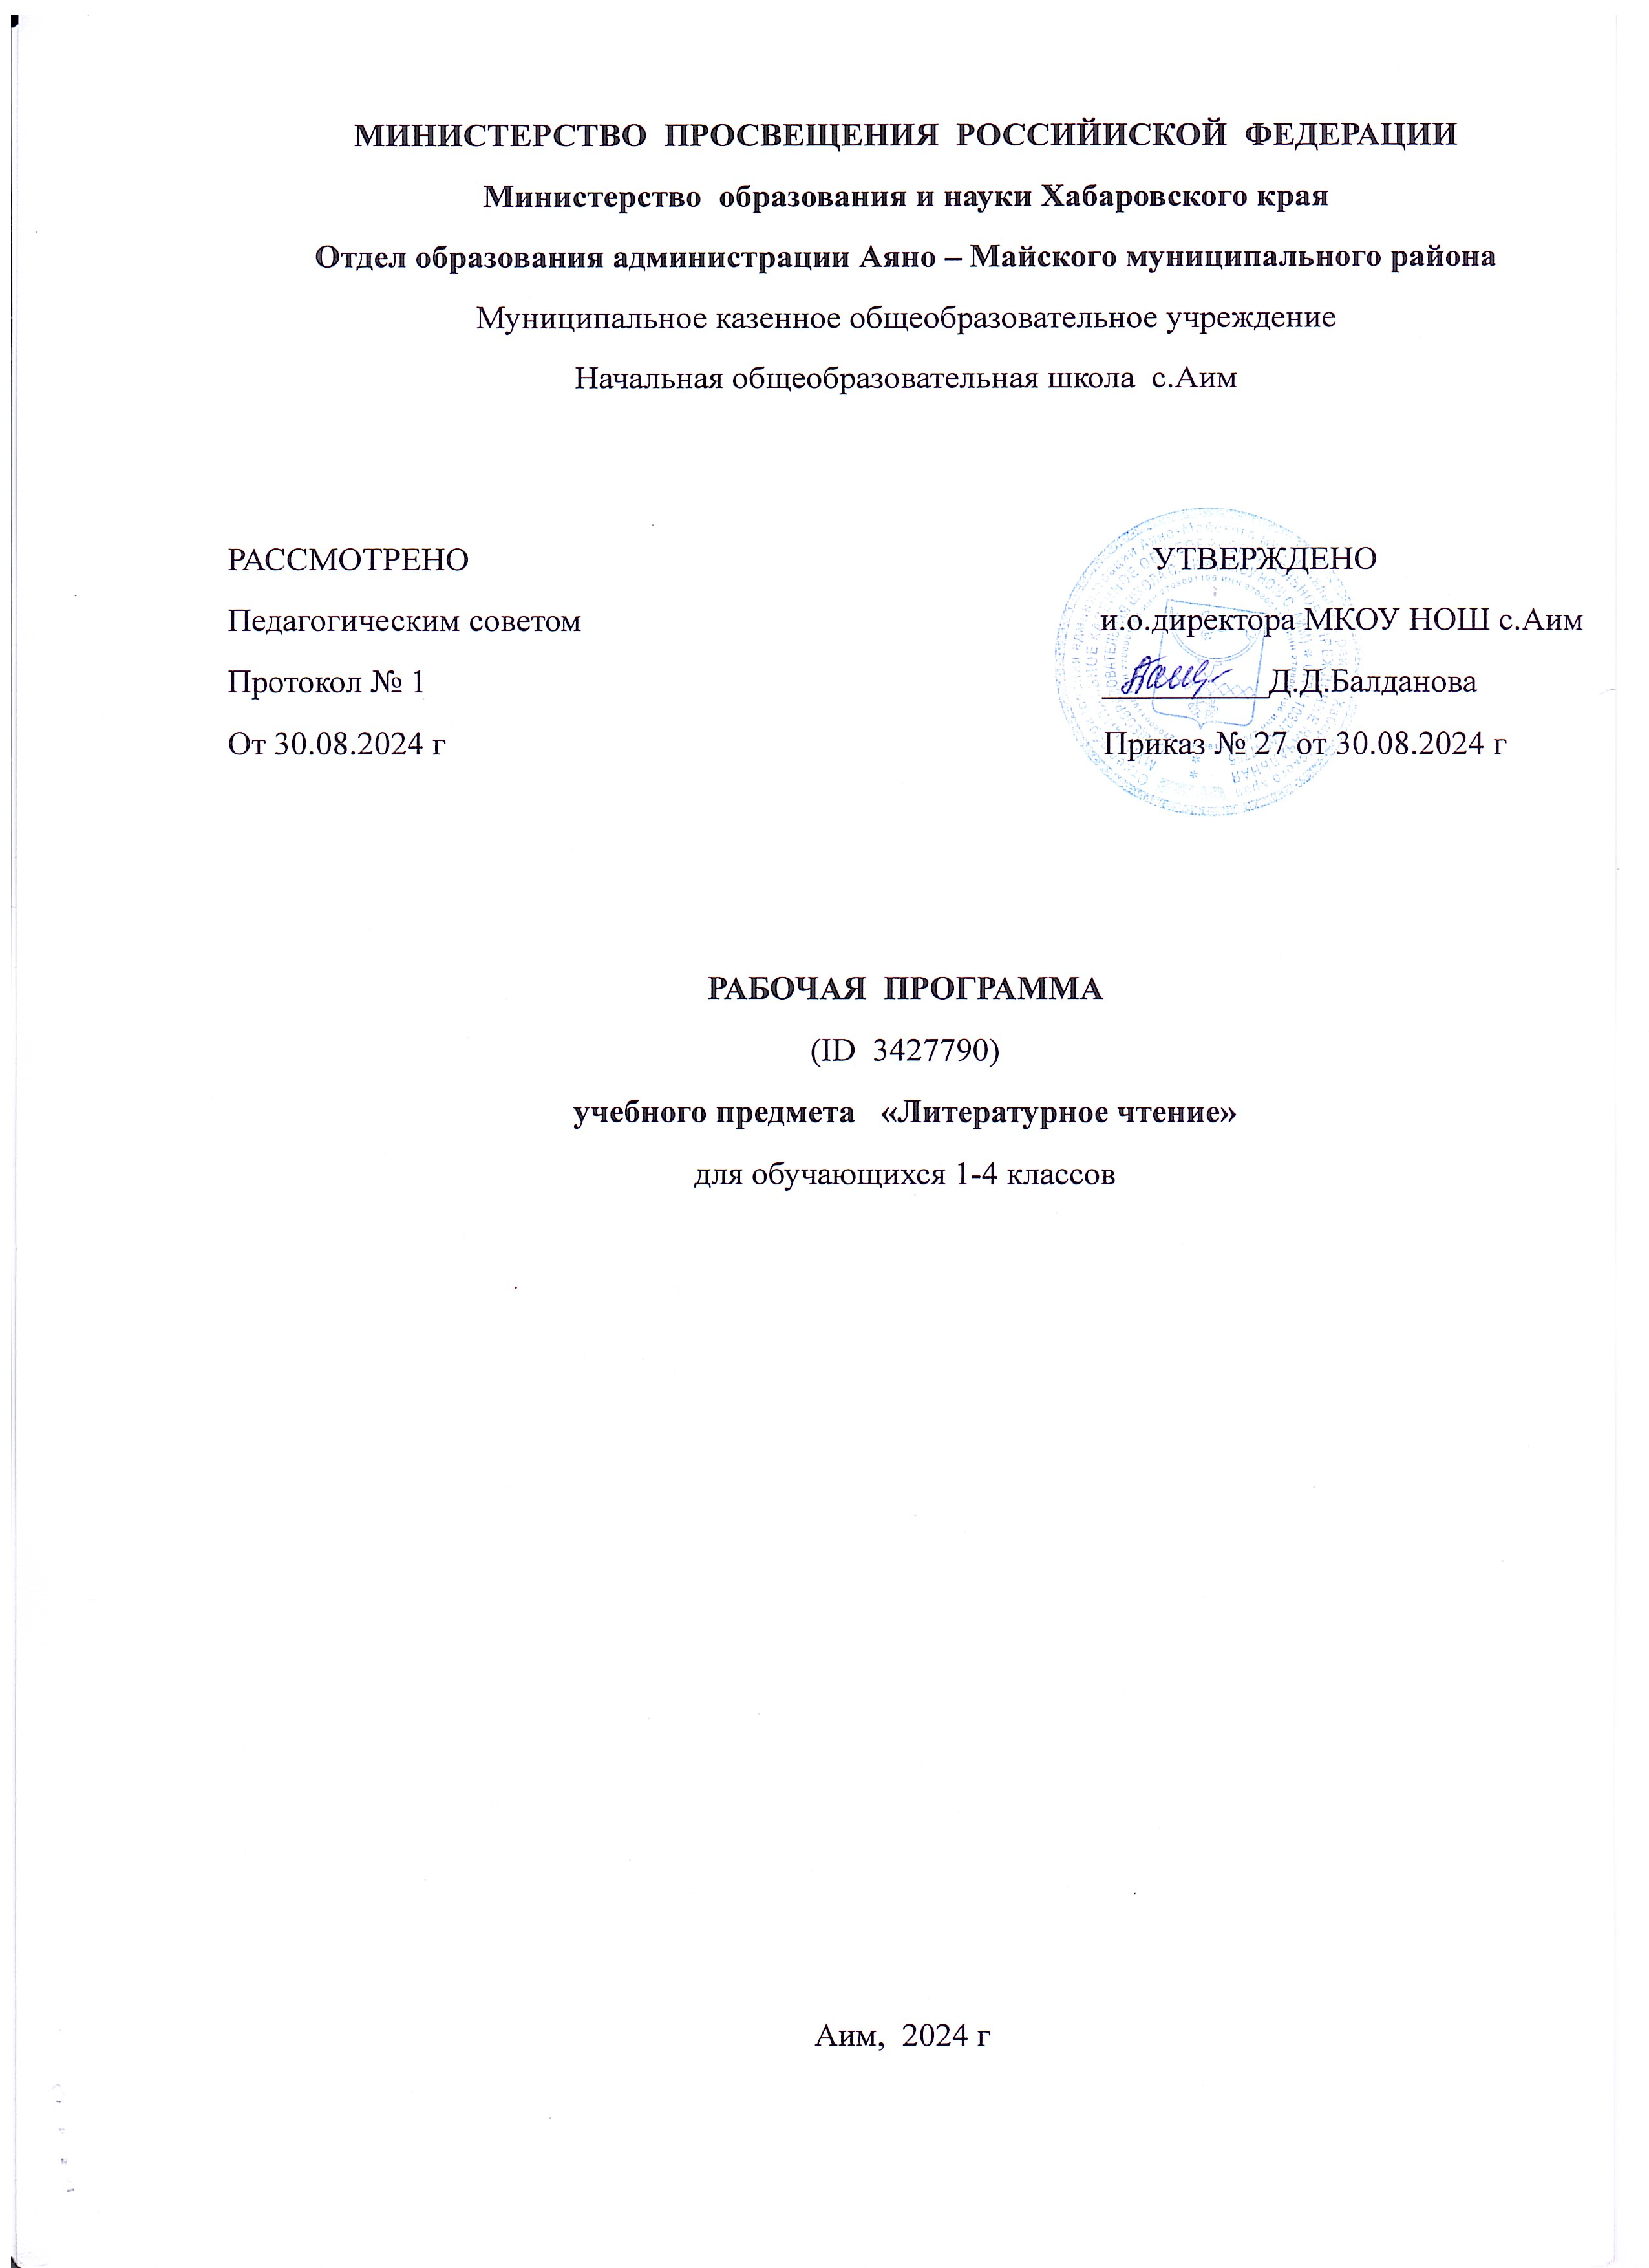 МИНИСТЕРСТВО ПРОСВЕЩЕНИЯ РОССИЙИСКОЙ ФЕДЕРАЦИИ
Министерство образования и науки Хабаровского края
Отдел образования администрации Аяно – Майского муниципального района
Муниципальное казенное общеобразовательное учреждение
Начальная общеобразовательная школа с.Аим
РАССМОТРЕНО
Педагогическим советом
Протокол № 1
От 30.08.2024 г
УТВЕРЖДЕНО
и.о.директора МКОУ НОШ с.Аим
__________Д.Д.Балданова
Приказ № 27 от 30.08.2024 г
РАБОЧАЯ ПРОГРАММА
(ID 3427790)
учебного предмета «Литературное чтение»
для обучающихся 1-4 классов
Аим, 2024 г